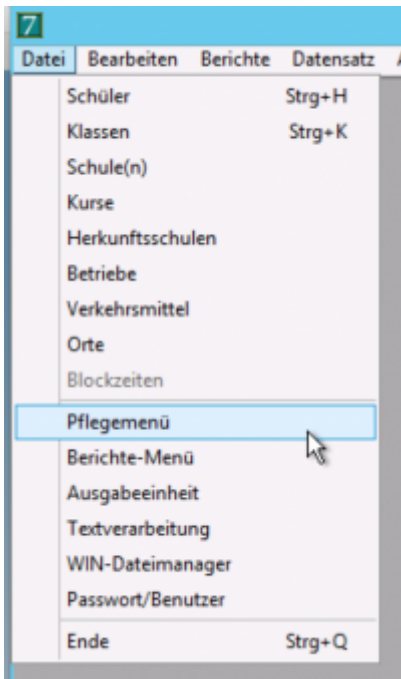 7
Datei Bearbeiten Berichte Datensatz
Schüler Strg+H
Klassen Strg+K
Schule(n)
Kurse
Herkunftsschulen
Betriebe
Verkehrsmittel
Orte
Blockzeiten
Pflegemenü
Berichte-Menü
Ausgabeeinheit
Textverarbeitung
WIN-Dateimanager
Passwort/Benutzer
Ende Strg+Q